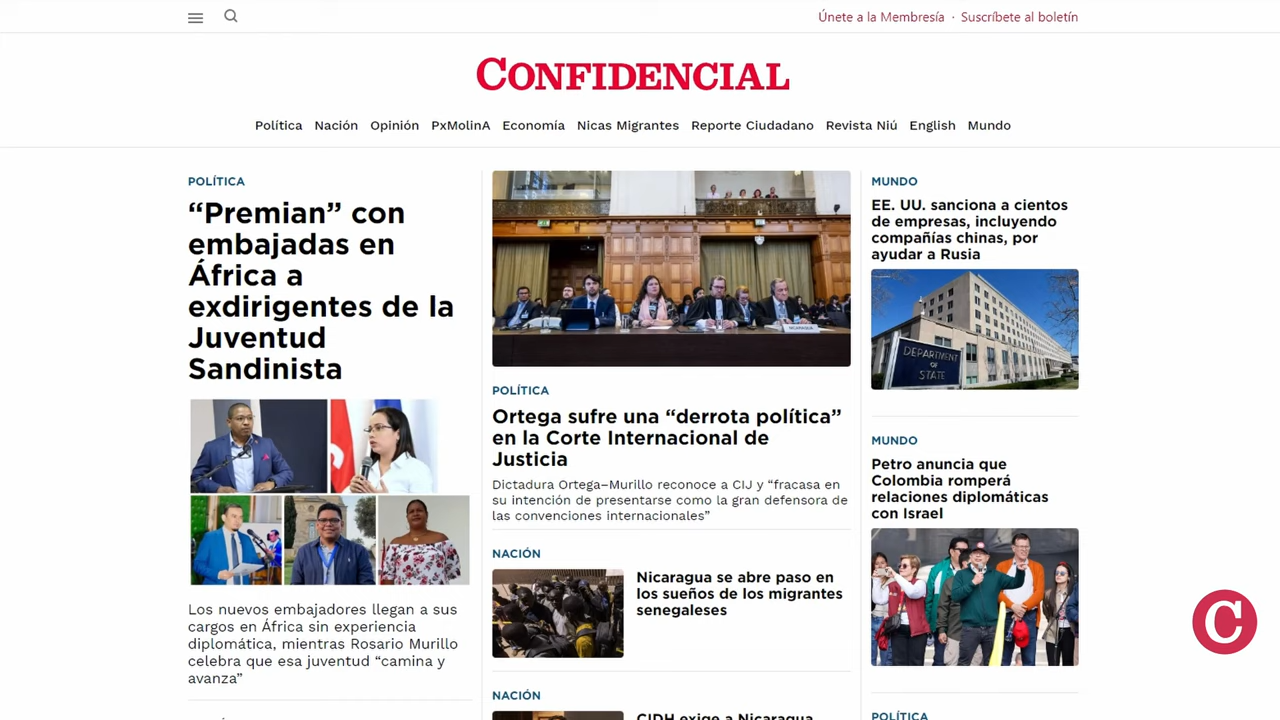 Únete a la Membresía · Suscríbete al boletín
CONFIDENCIAL
Política Nación Opinión PxMolinA Economía Nicas Migrantes Reporte Ciudadano Revista Niú English Mundo
POLÍTICA
“Premian” con
embajadas en
África a
exdirigentes de la
Juventud
Sandinista
Los nuevos embajadores llegan a sus
cargos en África sin experiencia
diplomática, mientras Rosario Murillo
celebra que esa juventud “camina y
avanza”
NICARAGUA
POLÍTICA
Ortega sufre una “derrota política”
en la Corte Internacional de
Justicia
Dictadura Ortega–Murillo reconoce a CIJ y “fracasa en
su intención de presentarse como la gran defensora de
las convenciones internacionales”
NACIÓN
Nicaragua se abre paso en
los sueños de los migrantes
senegaleses
NACIÓN
CIDH exige a Nicaragua
MUNDO
EE. UU. sanciona a cientos
de empresas, incluyendo
compañías chinas, por
ayudar a Rusia
DEPARTMENT
OF
STATE
MUNDO
Petro anuncia que
Colombia romperá
relaciones diplomáticas
con Israel
C
POLÍTICA